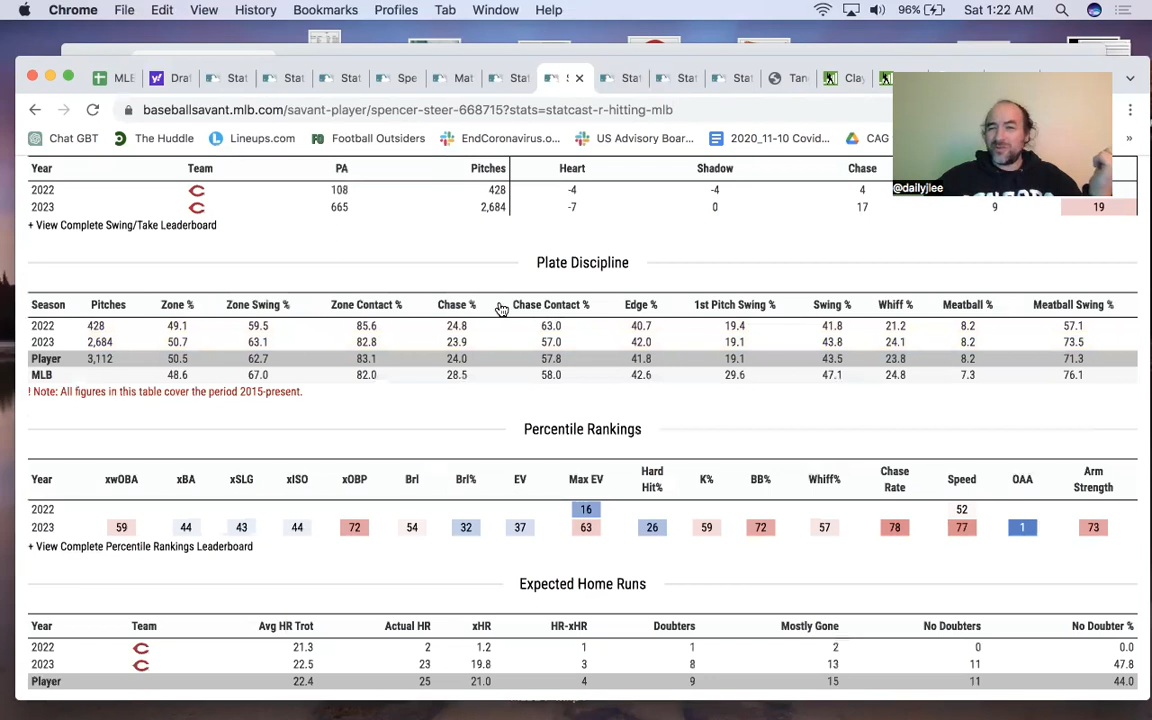 Chrome File Edit View History Bookmarks Profiles Tab Window Help 96% Sat 1:22 AM
MLE Dra Stat Stat Stat Spe Mat Stat S Stat Stat Stat Tan Cla
baseballsavant.mlb.com/savant-player/spencer-steer-668715?stats=statcast-r-hitting-mlb
Chat GBT The Huddle Lineups.com Football Outsiders EndCoronavirus.o... US Advisory Boar... 2020_11-10 Covid... CAG »
@dailyjlee
Year Team PA Pitches Heart Shadow Chase
2022 108 428 -4 -4 4
2023 665 2,684 -7 0 17 9 19
+ View Complete Swing/Take Leaderboard
Plate Discipline
Season Pitches Zone % Zone Swing % Zone Contact % Chase % Chase Contact % Edge % 1st Pitch Swing % Swing % Whiff % Meatball % Meatball Swing %
2022 428 49.1 59.5 85.6 24.8 63.0 40.7 19.4 41.8 21.2 8.2 57.1
2023 2,684 50.7 63.1 82.8 23.9 57.0 42.0 19.1 43.8 24.1 8.2 73.5
Player 3,112 50.5 62.7 83.1 24.0 57.8 41.8 19.1 43.5 23.8 8.2 71.3
MLB 48.6 67.0 82.0 28.5 58.0 42.6 29.6 47.1 24.8 7.3 76.1
! Note: All figures in this table cover the period 2015-present.
Percentile Rankings
Year xwOBA xBA xSLG xISO xOBP Brl Brl% EV Max EV Hard Hit% K% BB% Whiff% Chase Rate Speed OAA Arm Strength
2022 16 52
2023 59 44 43 44 72 54 32 37 63 26 59 72 57 78 77 1 73
+ View Complete Percentile Rankings Leaderboard
Expected Home Runs
Year Team Avg HR Trot Actual HR xHR HR-xHR Doubters Mostly Gone No Doubters No Doubter %
2022 21.3 2 1.2 1 1 2 0 0.0
2023 22.5 23 19.8 3 8 13 11 47.8
Player 22.4 25 21.0 4 9 15 11 44.0